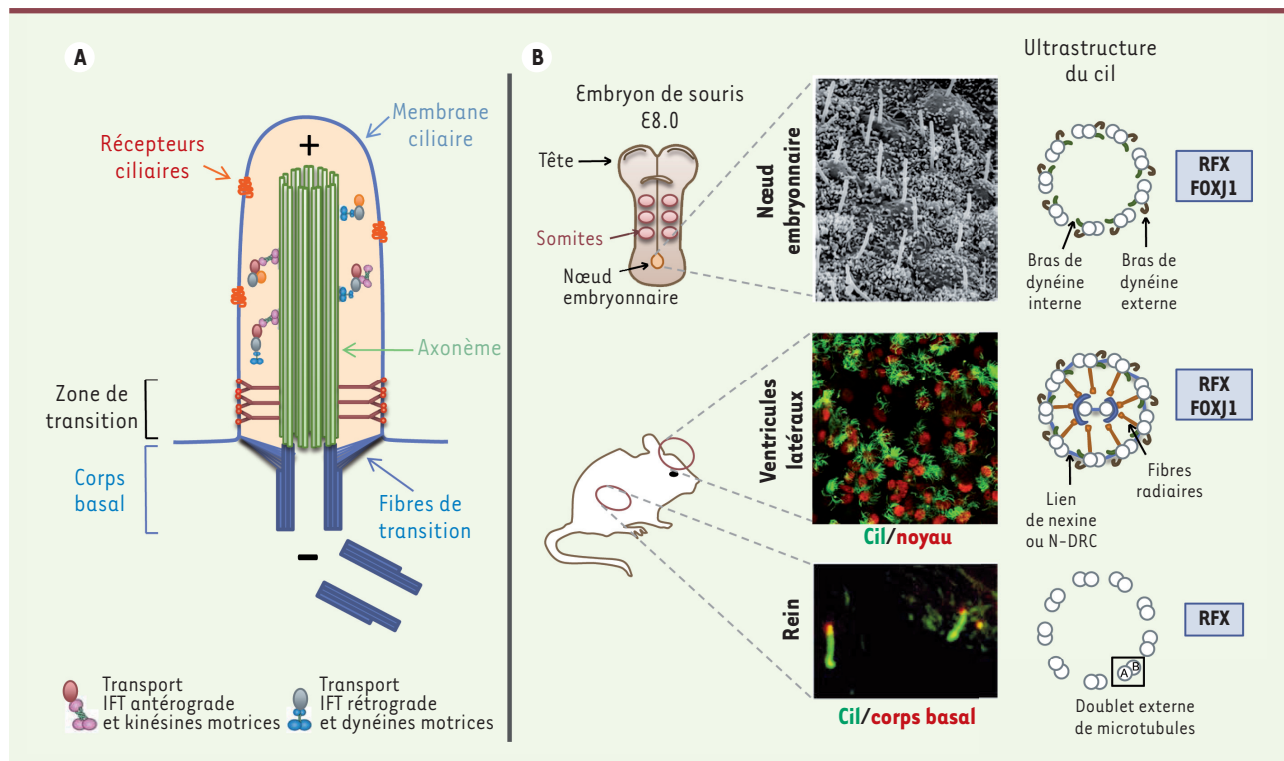 A
Récepteurs
ciliaires
Membrane
ciliaire
+
Axonème
Zone de
transition
Corps
basal
Fibres de
transition
–
Transport
IFT antérograde
et kinésines motrices
Transport
IFT rétrograde
et dynéines motrices
B
Embryon de souris
E8.0
Tête
Somites
Nœud
embryonnaire
Nœud
embryonnaire
Ultrastructure
du cil
RFX
FOXJ1
Bras de
dynéine
interne
Bras de
dynéine
externe
Ventricules
latéraux
Cil/noyau
RFX
FOXJ1
Lien
de nexine
ou N-DRC
Fibres
radiaires
Rein
Cil/corps basal
RFX
A
B
Doublet externe
de microtubules